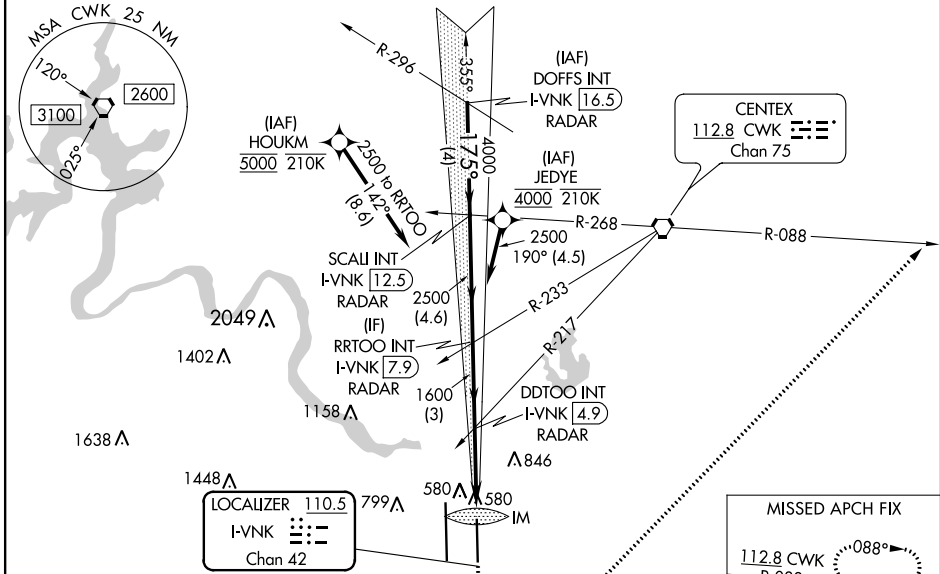 MSA CWK 25 NM
120°
3100
2600
025°
R-296
355°
(IAF)
DOFFS INT
I-VNK 16.5
RADAR
CENTEX
112.8 CWK
Chan 75
(IAF)
HOUKM
5000 210K
2500 to RRTOO
142°
(8.6)
(4)
175°
4000
(IAF)
JEDYE
4000 210K
R-268
R-088
2500
190° (4.5)
SCALI INT
I-VNK 12.5
RADAR
2500
(4.6)
R-233
R-217
(IF)
RRTOO INT
I-VNK 7.9
RADAR
1600
(3)
DDTOO INT
I-VNK 4.9
RADAR
2049
1402
1158
1638
846
1448
799
580
580
IM
LOCALIZER 110.5
I-VNK
Chan 42
MISSED APCH FIX
112.8 CWK
088°